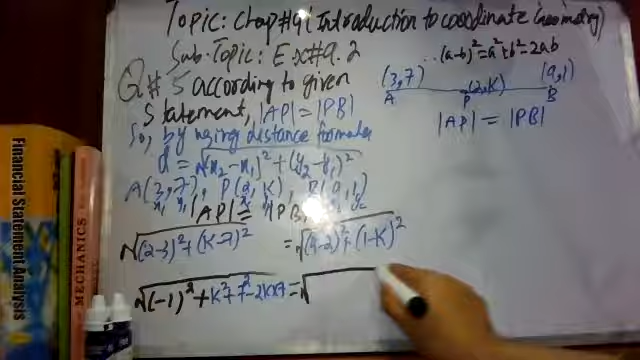 Topic: Chap#9(Introduction to coordinate Geometry)
Sub-Topic: Ex#9.2
∵ (a-b)²=a²+b²-2ab
Q#5 according to given
Statement, |AP|=|PB|
(3,7) P(2,K) (9,1)
A B
|AP| = |PB|
So, by using distance formula
d = √(x₂-x₁)²+(y₂-y₁)²
A(3,7), P(2,K), B(9,1)
|AP| = |PB|
√(2-3)²+(K-7)² = √(9-2)²+(1-K)²
√(-1)²+K²+7²-2K×7 = √
MECHANICS